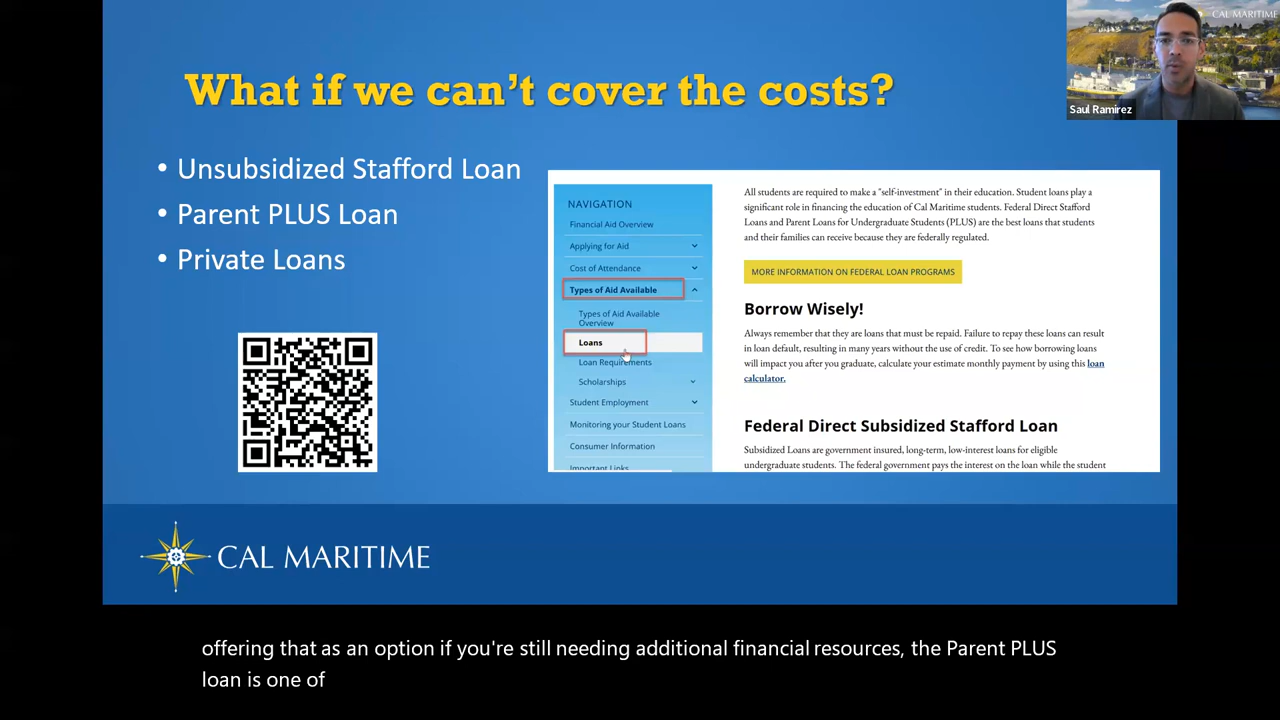 What if we can't cover the costs?
CAL MARITIME
Saul Ramirez
• Unsubsidized Stafford Loan
• Parent PLUS Loan
• Private Loans
NAVIGATION
Financial Aid Overview
Applying for Aid
Cost of Attendance
Types of Aid Available
Types of Aid Available
Overview
Loans
Loan Requirements
Scholarships
Student Employment
Monitoring your Student Loans
Consumer Information
Important Links
All students are required to make a "self-investment" in their education. Student loans play a
significant role in financing the education of Cal Maritime students. Federal Direct Stafford
Loans and Parent Loans for Undergraduate Students (PLUS) are the best loans that students
and their families can receive because they are federally regulated.
MORE INFORMATION ON FEDERAL LOAN PROGRAMS
Borrow Wisely!
Always remember that they are loans that must be repaid. Failure to repay these loans can result
in loan default, resulting in many years without the use of credit. To see how borrowing loans
will impact you after you graduate, calculate your estimate monthly payment by using this loan
calculator.
Federal Direct Subsidized Stafford Loan
Subsidized Loans are government insured, long-term, low-interest loans for eligible
undergraduate students. The federal government pays the interest on the loan while the student
CAL MARITIME
offering that as an option if you're still needing additional financial resources, the Parent PLUS
loan is one of